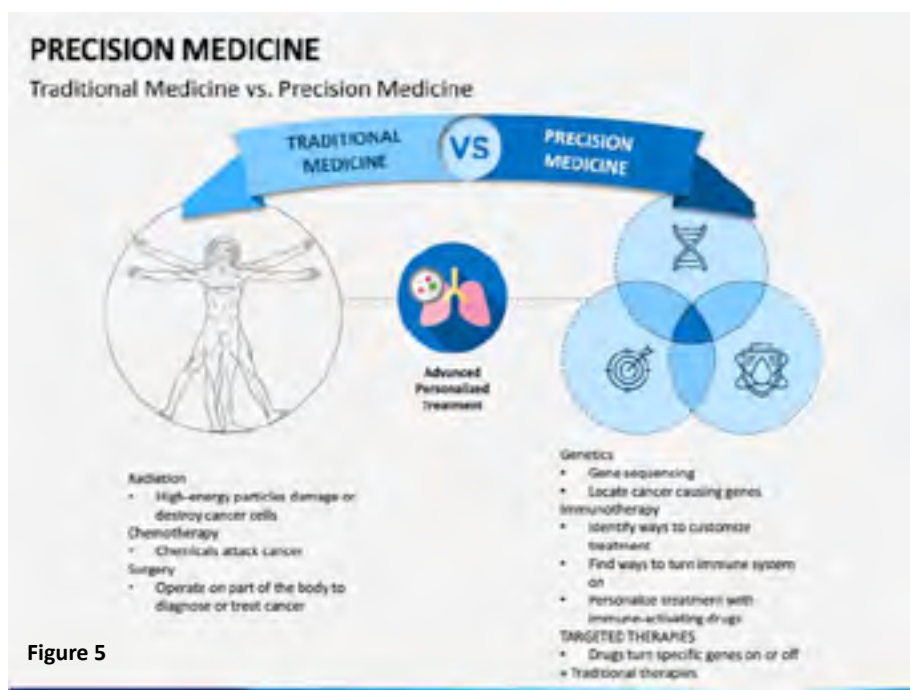 PRECISION MEDICINE
Traditional Medicine vs. Precision Medicine
TRADITIONAL
MEDICINE
VS
PRECISION
MEDICINE
Advanced
Personalized
Treatment
Radiation
• High-energy particles damage or
destroy cancer cells
Chemotherapy
• Chemicals attack cancer
Surgery
• Operate on part of the body to
diagnose or treat cancer
Genetics
• Gene sequencing
• Locate cancer causing genes
Immunotherapy
• Identify ways to customize
treatment
• Find ways to turn immune system
on
• Personalize treatment with
immune-activating drugs
TARGETED THERAPIES
• Drugs turn specific genes on or off
+ Traditional therapies
Figure 5